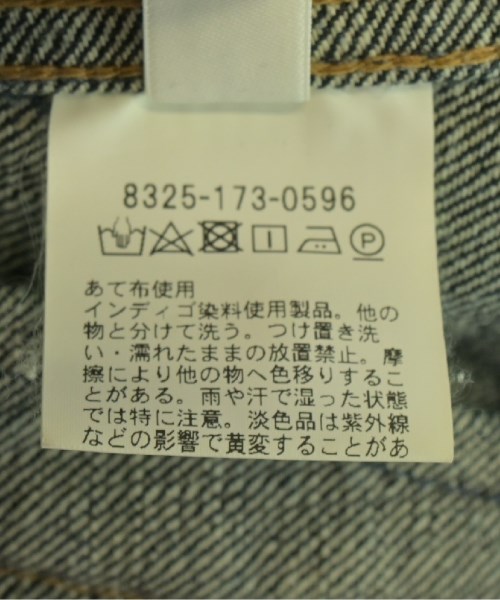 8325-173-0596
P
あて布使用
インディゴ染料使用製品。他の
物と分けて洗う。つけ置き洗
い・濡れたままの放置禁止。摩
擦により他の物へ色移りするこ
とがある。雨や汗で湿った状態
では特に注意。淡色品は紫外線
などの影響で黄変することがあ